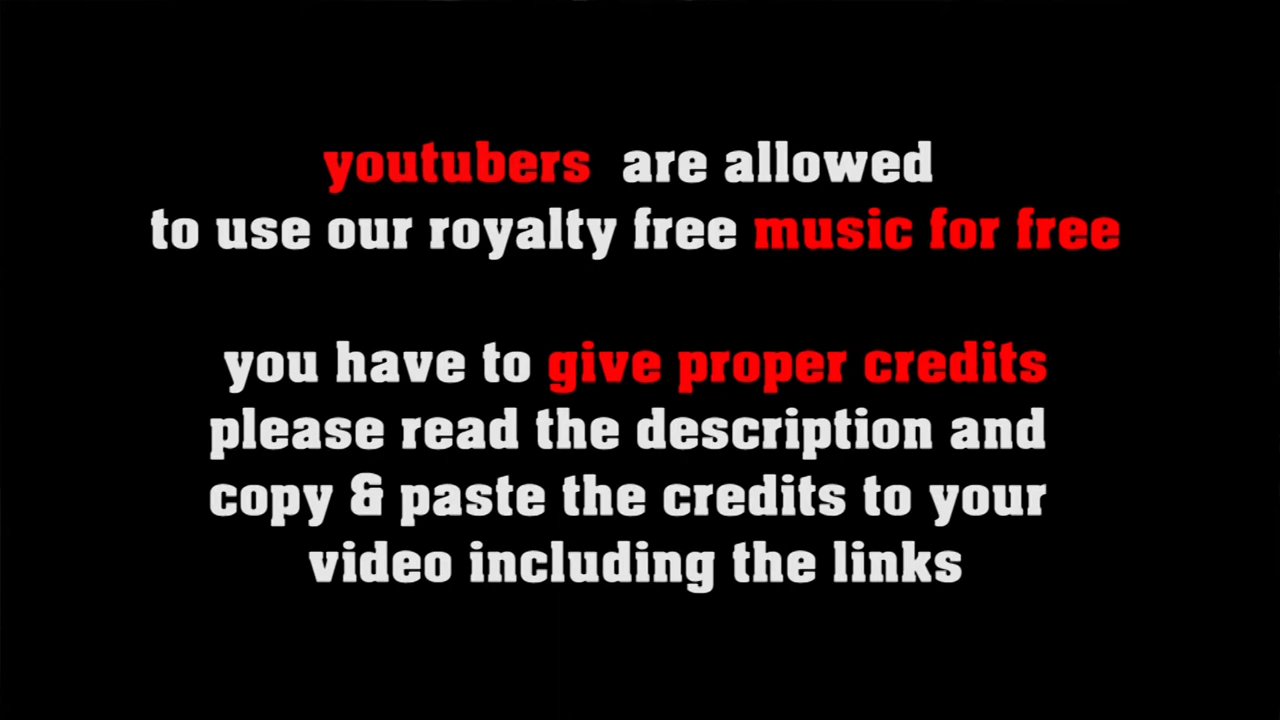 youtubers are allowed
to use our royalty free music for free
you have to give proper credits
please read the description and
copy & paste the credits to your
video including the links